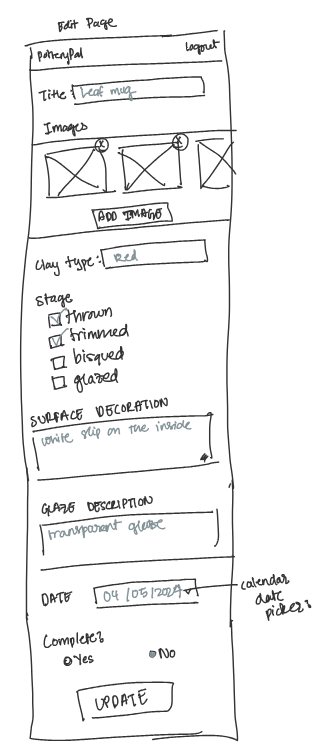 Edit Page
PotteryPal Logout
Title: Leaf mug
Images
X X
ADD IMAGE
Clay type: Red
Stage
thrown
trimmed
bisqued
glazed
SURFACE DECORATION
white slip on the inside
GLAZE DESCRIPTION
transparent glaze
DATE 04/05/2024
calendar
date
picker?
Complete?
Yes No
UPDATE